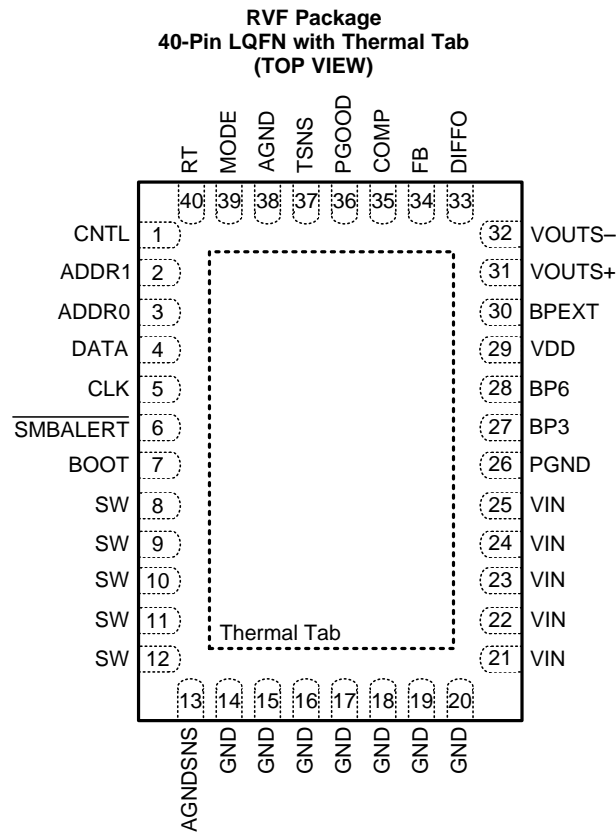 RVF Package
40-Pin LQFN with Thermal Tab
(TOP VIEW)
RT MODE AGND TSNS PGOOD COMP FB DIFFO
40 39 38 37 36 35 34 33
CNTL 1 32 VOUTS–
ADDR1 2 31 VOUTS+
ADDR0 3 30 BPEXT
DATA 4 29 VDD
CLK 5 28 BP6
SMBALERT 6 27 BP3
BOOT 7 26 PGND
SW 8 25 VIN
SW 9 24 VIN
SW 10 23 VIN
SW 11 22 VIN
Thermal Tab
SW 12 21 VIN
13 14 15 16 17 18 19 20
AGNDSNS GND GND GND GND GND GND GND